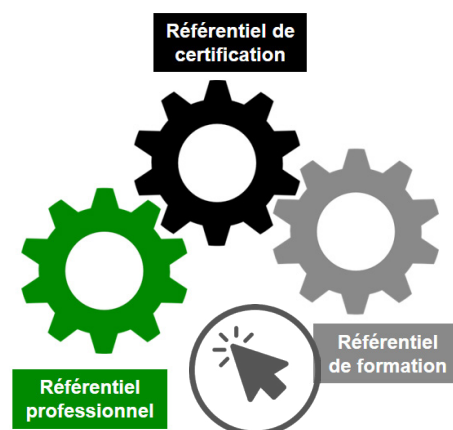 Référentiel de
certification
Référentiel
de formation
Référentiel
professionnel